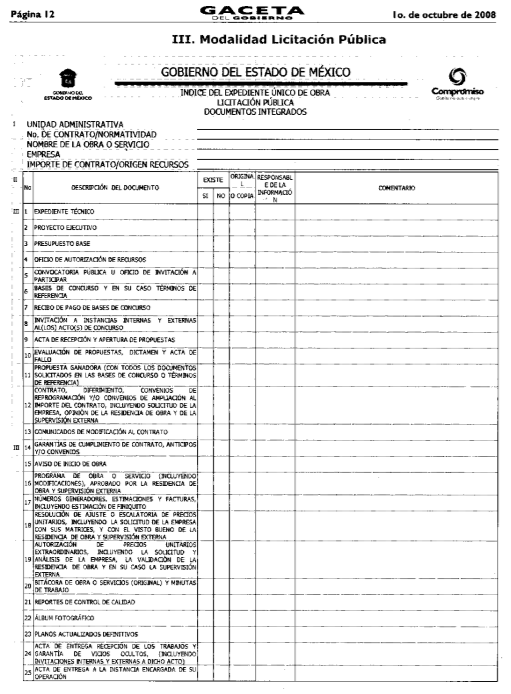 Página 12
GACETA
DEL GOBIERNO
1o. de octubre de 2008
III. Modalidad Licitación Pública
GOBIERNO DEL
ESTADO DE MÉXICO
GOBIERNO DEL ESTADO DE MÉXICO
INDICE DEL EXPEDIENTE ÚNICO DE OBRA
LICITACIÓN PÚBLICA
DOCUMENTOS INTEGRADOS
Compromiso
I UNIDAD ADMINISTRATIVA
No. DE CONTRATO/NORMATIVIDAD
NOMBRE DE LA OBRA O SERVICIO
EMPRESA
IMPORTE DE CONTRATO/ORIGEN RECURSOS
II No DESCRIPCIÓN DEL DOCUMENTO EXISTE SI NO ORIGINA L O COPIA RESPONSABL E DE LA INFORMACIÓ N COMENTARIO
III 1 EXPEDIENTE TÉCNICO
2 PROYECTO EJECUTIVO
3 PRESUPUESTO BASE
4 OFICIO DE AUTORIZACIÓN DE RECURSOS
5 CONVOCATORIA PUBLICA U OFICIO DE INVITACIÓN A
PARTICIPAR
6 BASES DE CONCURSO Y EN SU CASO TÉRMINOS DE
REFERENCIA
7 RECIBO DE PAGO DE BASES DE CONCURSO
8 INVITACIÓN A INSTANCIAS INTERNAS Y EXTERNAS
AL(LOS) ACTO(S) DE CONCURSO
9 ACTA DE RECEPCIÓN Y APERTURA DE PROPUESTAS
10 EVALUACIÓN DE PROPUESTAS, DICTAMEN Y ACTA DE
FALLO
PROPUESTA GANADORA (CON TODOS LOS DOCUMENTOS
11 SOLICITADOS EN LAS BASES DE CONCURSO O TÉRMINOS
DE REFERENCIA)
CONTRATO, DIFERIMIENTO, CONVENIOS DE
REPROGRAMACIÓN Y/O CONVENIOS DE AMPLIACIÓN AL
12 IMPORTE DEL CONTRATO, INCLUYENDO SOLICITUD DE LA
EMPRESA, OPINIÓN DE LA RESIDENCIA DE OBRA Y DE LA
SUPERVISIÓN EXTERNA
13 COMUNICADOS DE MODIFICACIÓN AL CONTRATO
III 14 GARANTÍAS DE CUMPLIMIENTO DE CONTRATO, ANTICIPOS
Y/O CONVENIOS
15 AVISO DE INICIO DE OBRA
PROGRAMA DE OBRA O SERVICIO (INCLUYENDO
16 MODIFICACIONES), APROBADO POR LA RESIDENCIA DE
OBRA Y SUPERVISIÓN EXTERNA
17 NÚMEROS GENERADORES, ESTIMACIONES Y FACTURAS,
INCLUYENDO ESTIMACIÓN DE FINIQUITO
RESOLUCIÓN DE AJUSTE O ESCALATORIA DE PRECIOS
18 UNITARIOS, INCLUYENDO LA SOLICITUD DE LA EMPRESA
CON SUS MATRICES, Y CON EL VISTO BUENO DE LA
RESIDENCIA DE OBRA Y SUPERVISIÓN EXTERNA
AUTORIZACIÓN DE PRECIOS UNITARIOS
EXTRAORDINARIOS, INCLUYENDO LA SOLICITUD Y
19 ANÁLISIS DE LA EMPRESA, LA VALIDACIÓN DE LA
RESIDENCIA DE OBRA Y EN SU CASO LA SUPERVISIÓN
EXTERNA
20 BITÁCORA DE OBRA O SERVICIOS (ORIGINAL) Y MINUTAS
DE TRABAJO
21 REPORTES DE CONTROL DE CALIDAD
22 ÁLBUM FOTOGRÁFICO
23 PLANOS ACTUALIZADOS DEFINITIVOS
ACTA DE ENTREGA RECEPCIÓN DE LOS TRABAJOS Y
24 GARANTÍA DE VICIOS OCULTOS, (INCLUYENDO
INVITACIONES INTERNAS Y EXTERNAS A DICHO ACTO)
25 ACTA DE ENTREGA A LA DISTANCIA ENCARGADA DE SU
OPERACIÓN